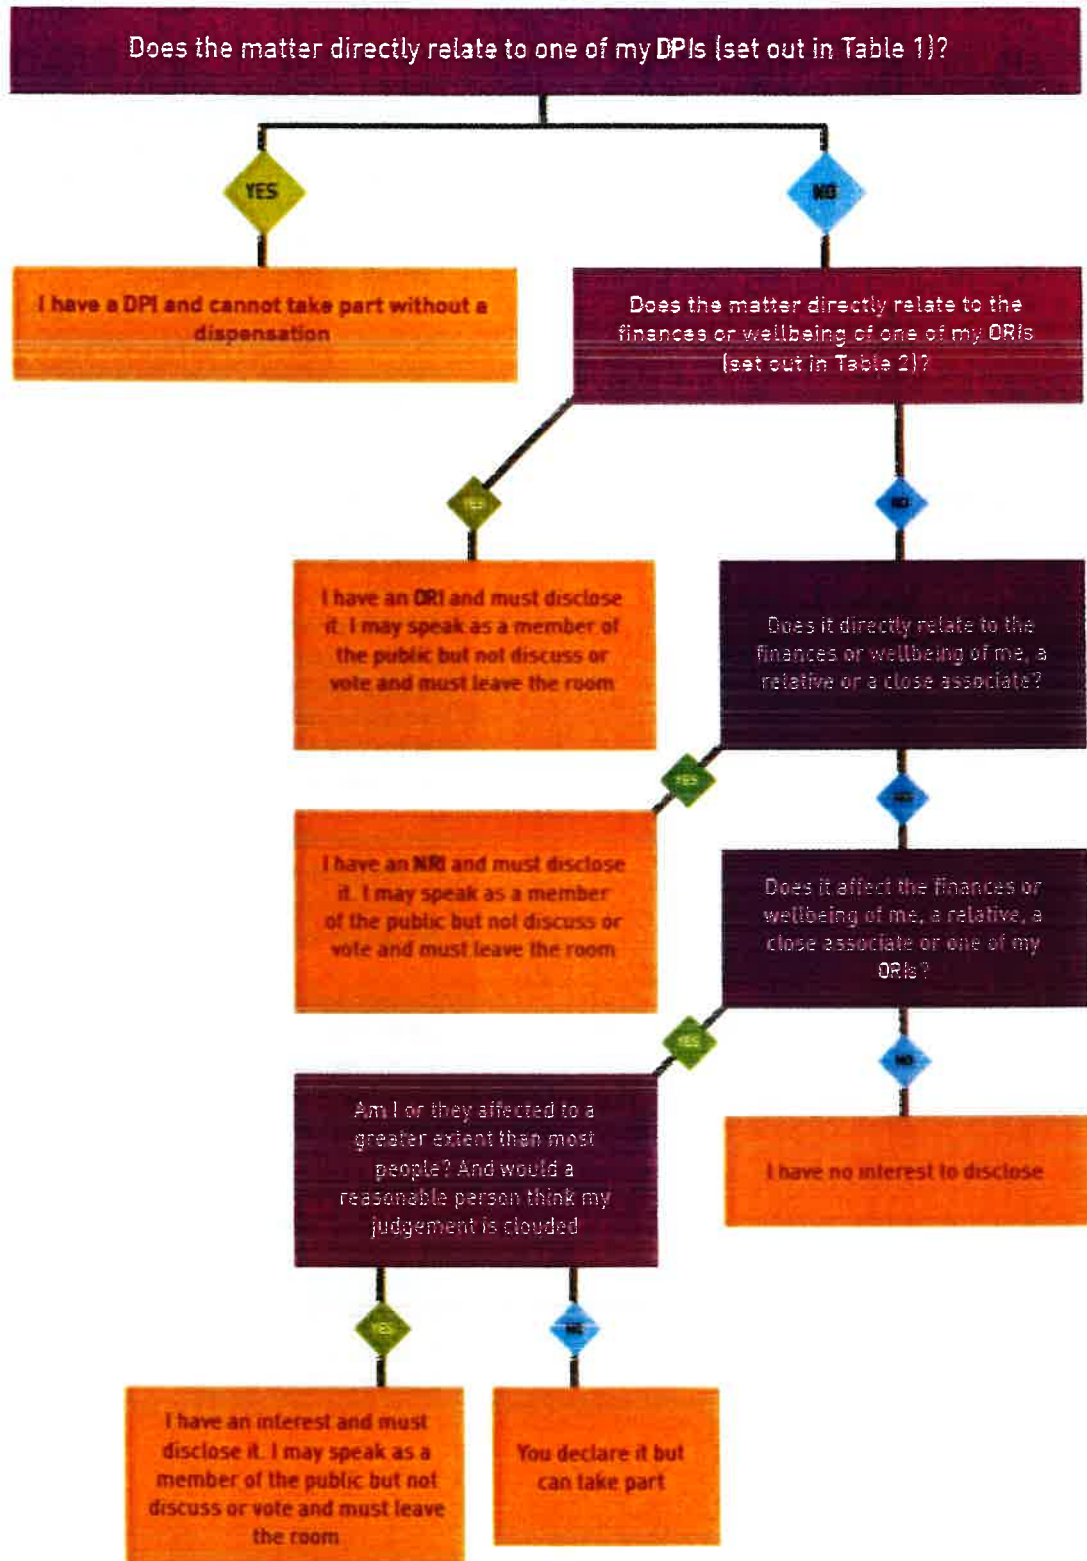 Does the matter directly relate to one of my DPIs (set out in Table 1)?
YES
NO
I have a DPI and cannot take part without a
dispensation
Does the matter directly relate to the
finances or wellbeing of one of my ORIs
(set out in Table 2)?
YES
NO
I have an ORI and must disclose
it. I may speak as a member of
the public but not discuss or
vote and must leave the room
Does it directly relate to the
finances or wellbeing of me, a
relative or a close associate?
YES
NO
I have an NRI and must disclose
it. I may speak as a member
of the public but not discuss or
vote and must leave the room
Does it affect the finances or
wellbeing of me, a relative, a
close associate or one of my
ORIs?
YES
NO
Am I or they affected to a
greater extent than most
people? And would a
reasonable person think my
judgement is clouded
I have no interest to disclose
YES
NO
I have an interest and must
disclose it. I may speak as a
member of the public but not
discuss or vote and must leave
the room
You declare it but
can take part